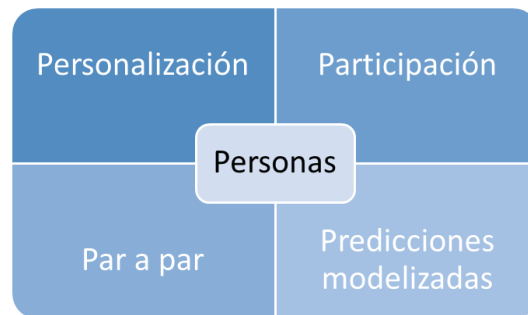 Personalización
Participación
Personas
Par a par
Predicciones
modelizadas